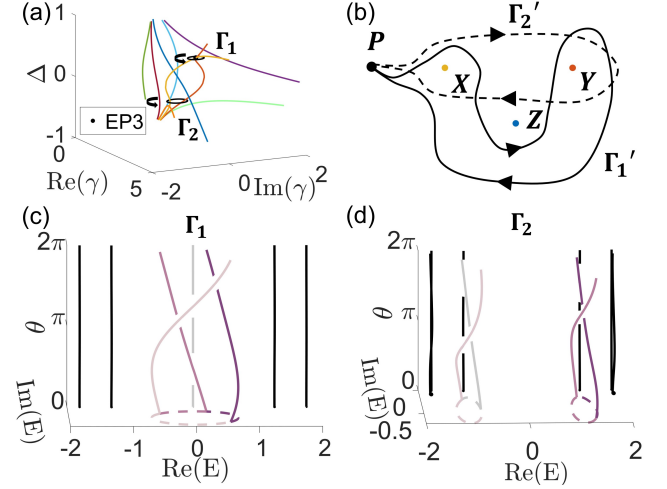 (a)
1
0
-1
Δ
Γ₁
Γ₂
• EP3
0
5
Re(γ)
-2
0
2
Im(γ)
(b)
P
X
Y
Z
Γ₂′
Γ₁′
(c)
Γ₁
2π
π
0
θ
Im(E)
-2
-1
0
1
2
Re(E)
(d)
Γ₂
2π
π
0
θ
0
-0.5
Im(E)
-2
0
2
Re(E)